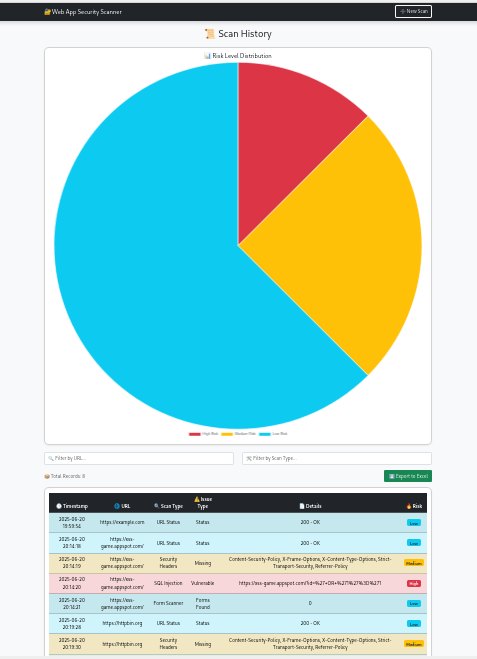 🔐 Web App Security Scanner
➕ New Scan
📜 Scan History
📊 Risk Level Distribution
High Risk Medium Risk Low Risk
🔍 Filter by URL...
🛠 Filter by Scan Type...
📦 Total Records: 8
Export to Excel
🕒 Timestamp 🌐 URL 🔍 Scan Type ⚠️ Issue Type 📄 Details 🔥 Risk
2025-06-20 19:59:54 https://example.com URL Status Status 200 - OK Low
2025-06-20 20:14:16 https://xss-game.appspot.com/ URL Status Status 200 - OK Low
2025-06-20 20:14:19 https://xss-game.appspot.com/ Security Headers Missing Content-Security-Policy, X-Frame-Options, X-Content-Type-Options, Strict-Transport-Security, Referrer-Policy Medium
2025-06-20 20:14:20 https://xss-game.appspot.com/ SQL Injection Vulnerable https://xss-game.appspot.com/?id=%27+OR+%271%27%3D%271 High
2025-06-20 20:14:21 https://xss-game.appspot.com/ Form Scanner Forms Found 0 Low
2025-06-20 20:19:28 https://httpbin.org URL Status Status 200 - OK Low
2025-06-20 20:19:30 https://httpbin.org Security Headers Missing Content-Security-Policy, X-Frame-Options, X-Content-Type-Options, Strict-Transport-Security, Referrer-Policy Medium